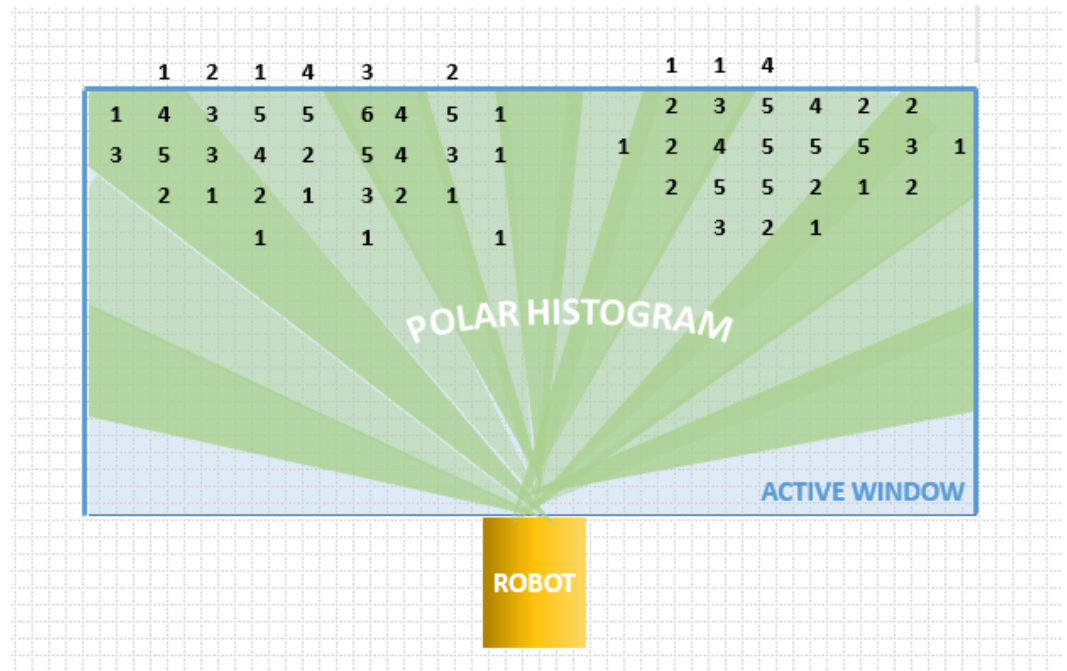 1 1 4
1 2 1 4 3 2
2 3 5 4 2 2
1 4 3 5 5 6 4 5 1
1 2 4 5 5 5 3 1
3 5 3 4 2 5 4 3 1
2 5 5 2 1 2
2 1 2 1 3 2 1
3 2 1
1 1 1
POLAR HISTOGRAM
ACTIVE WINDOW
ROBOT